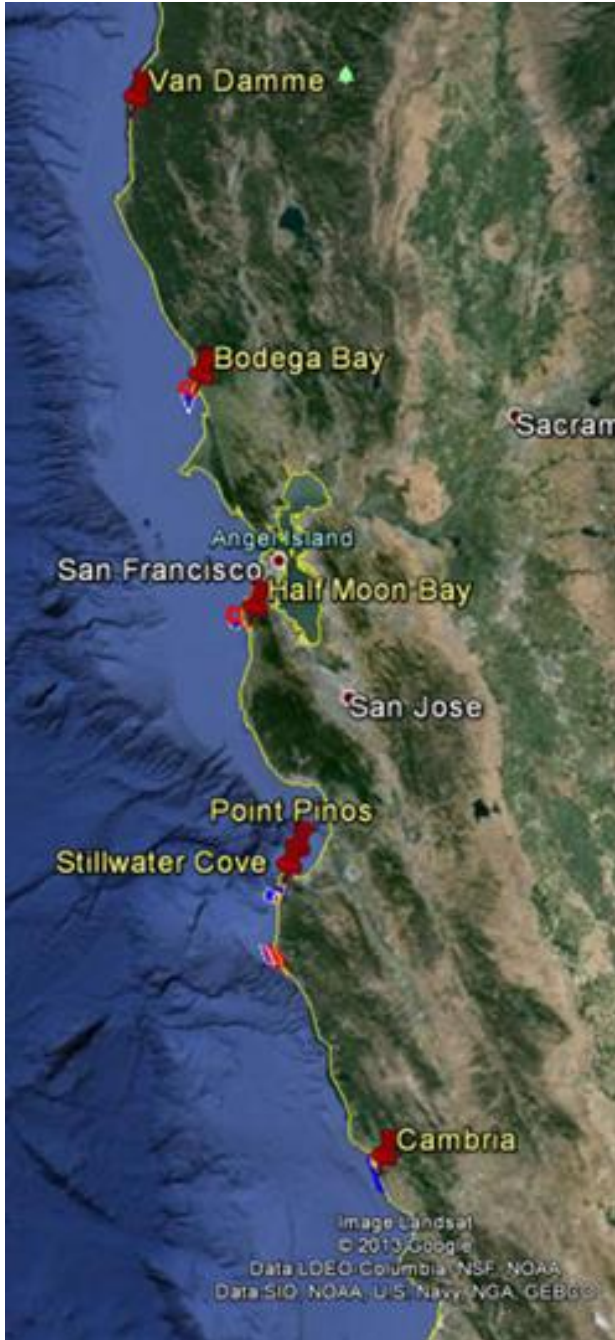 Van Damme
Bodega Bay
Sacram
Angel Island
San Francisco
Half Moon Bay
San Jose
Point Pinos
Stillwater Cove
Cambria
Image Landsat
© 2013 Google
Data LDEO-Columbia, NSF, NOAA
Data SIO, NOAA, U.S. Navy, NGA, GEBCO